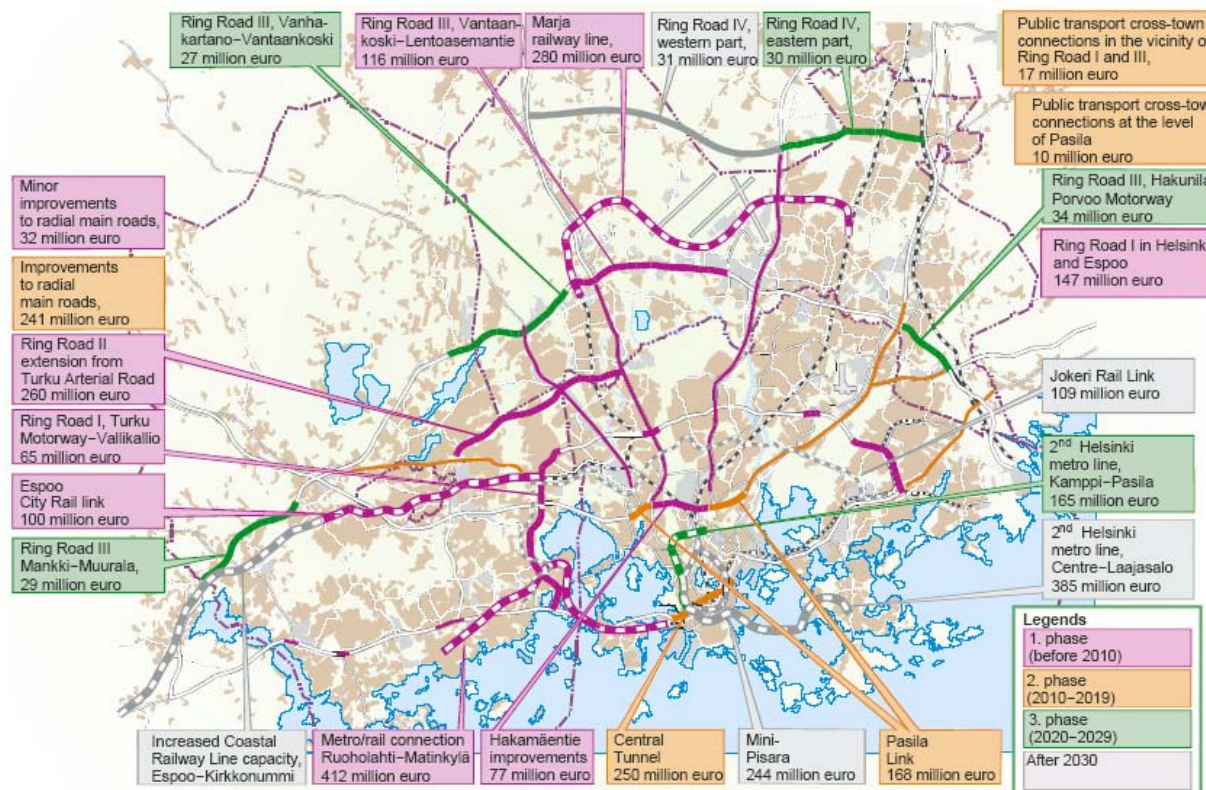 Ring Road III, Vanha-
kartano–Vantaankoski
27 million euro
Ring Road III, Vantaan-
koski–Lentoasemantie
116 million euro
Marja
railway line,
280 million euro
Ring Road IV,
western part,
31 million euro
Ring Road IV,
eastern part,
30 million euro
Public transport cross-town
connections in the vicinity o
Ring Road I and III,
17 million euro
Public transport cross-tow
connections at the level
of Pasila
10 million euro
Ring Road III, Hakunila
Porvoo Motorway
34 million euro
Ring Road I in Helsink
and Espoo
147 million euro
Minor
improvements
to radial main roads,
32 million euro
Improvements
to radial
main roads,
241 million euro
Ring Road II
extension from
Turku Arterial Road
260 million euro
Ring Road I, Turku
Motorway–Vallikallio
65 million euro
Espoo
City Rail link
100 million euro
Ring Road III
Mankki–Muurala,
29 million euro
Jokeri Rail Link
109 million euro
2nd Helsinki
metro line,
Kamppi-Pasila
165 million euro
2nd Helsinki
metro line,
Centre–Laajasalo
385 million euro
Increased Coastal
Railway Line capacity,
Espoo–Kirkkonummi
Metro/rail connection
Ruoholahti–Matinkylä
412 million euro
Hakamäentie
improvements
77 million euro
Central
Tunnel
250 million euro
Mini-
Pisara
244 million euro
Pasila
Link
168 million euro
Legends
1. phase
(before 2010)
2. phase
(2010–2019)
3. phase
(2020–2029)
After 2030